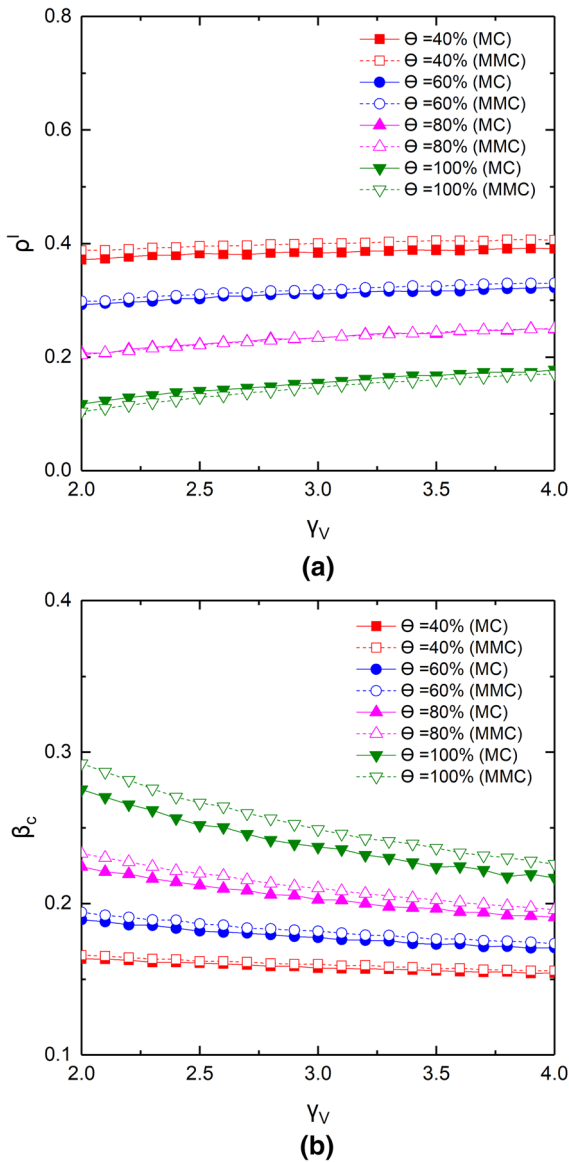 0.8
0.6
0.4
0.2
0.0
ρᴵ
Θ =40% (MC)
Θ =40% (MMC)
Θ =60% (MC)
Θ =60% (MMC)
Θ =80% (MC)
Θ =80% (MMC)
Θ =100% (MC)
Θ =100% (MMC)
2.0 2.5 3.0 3.5 4.0
γV
(a)
0.4
0.3
0.2
0.1
βc
Θ =40% (MC)
Θ =40% (MMC)
Θ =60% (MC)
Θ =60% (MMC)
Θ =80% (MC)
Θ =80% (MMC)
Θ =100% (MC)
Θ =100% (MMC)
2.0 2.5 3.0 3.5 4.0
γV
(b)